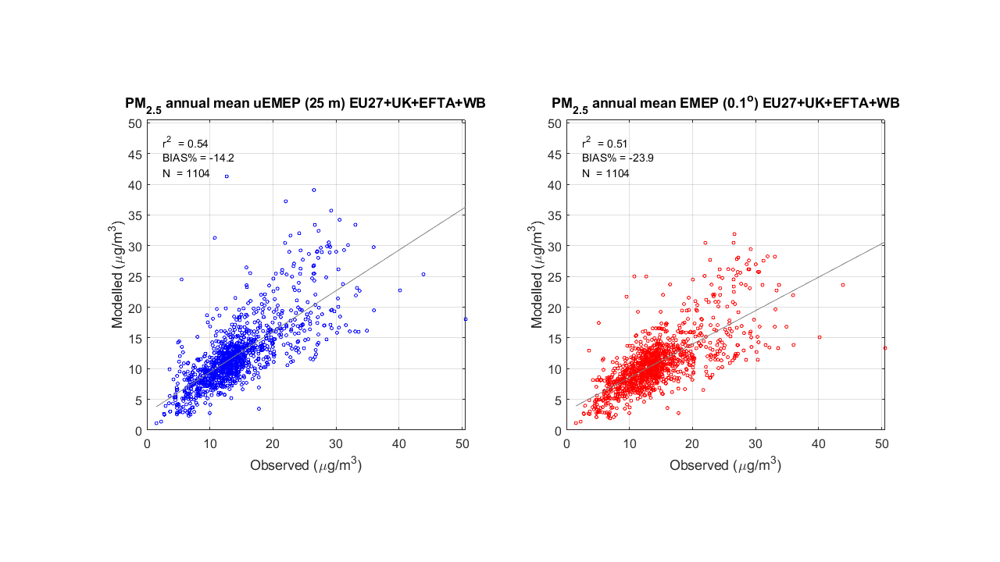 PM2.5 annual mean uEMEP (25 m) EU27+UK+EFTA+WB
r2 = 0.54
BIAS% = -14.2
N = 1104
50
45
40
35
30
25
20
15
10
5
0
Modelled (μg/m3)
0 10 20 30 40 50
Observed (μg/m3)
PM2.5 annual mean EMEP (0.1o) EU27+UK+EFTA+WB
r2 = 0.51
BIAS% = -23.9
N = 1104
50
45
40
35
30
25
20
15
10
5
0
Modelled (μg/m3)
0 10 20 30 40 50
Observed (μg/m3)